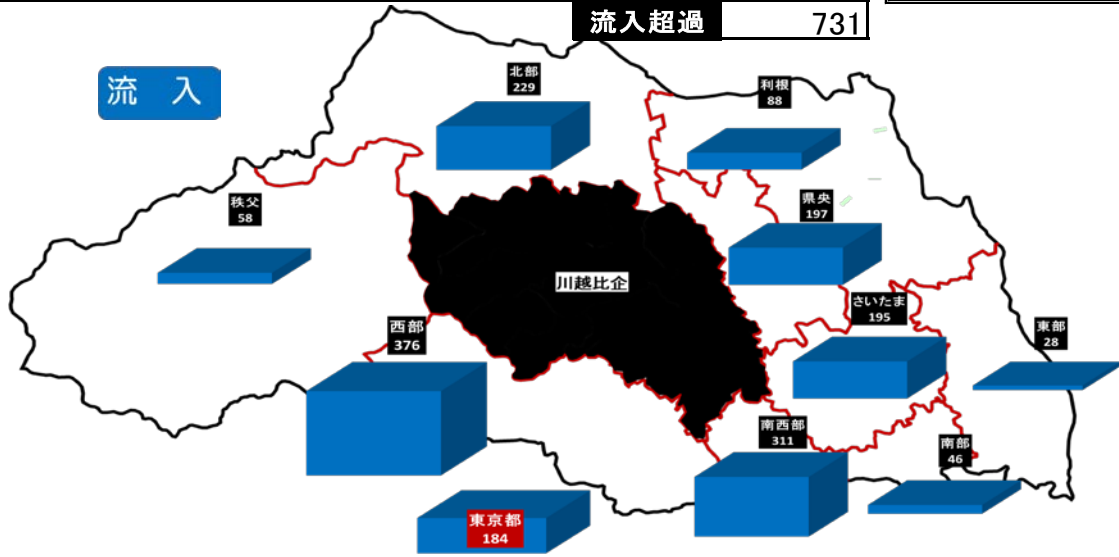 流入超過 731
流 入
北部
229
利根
88
秩父
58
県央
197
川越比企
さいたま
195
西部
376
東部
28
南西部
311
南部
46
東京都
184